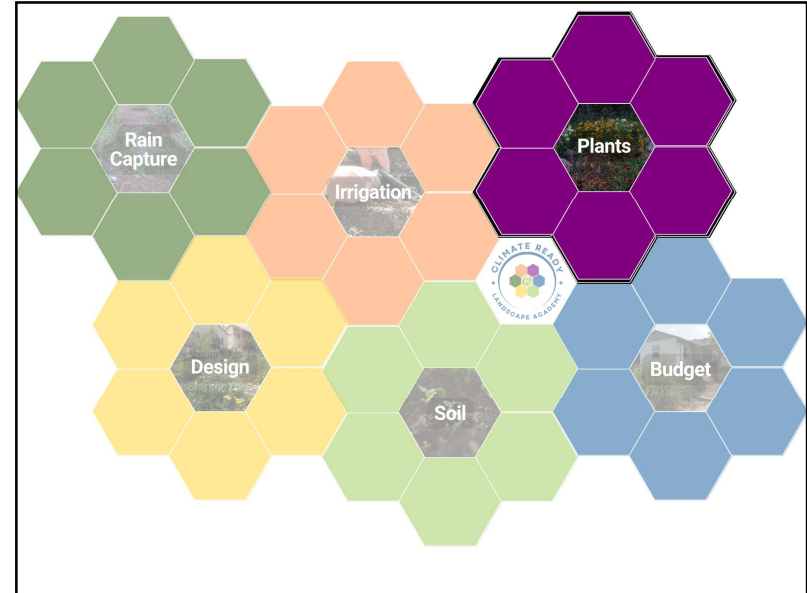 Rain
Capture
Irrigation
Plants
CLIMATE READY
LANDSCAPE ACADEMY
Design
Soil
Budget